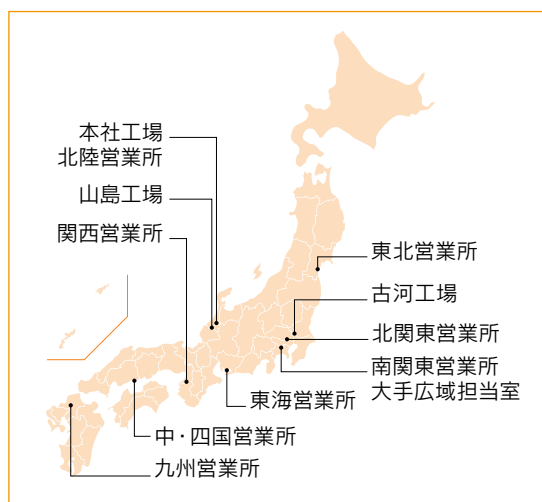 本社工場
北陸営業所
山島工場
関西営業所
東北営業所
古河工場
北関東営業所
南関東営業所
大手広域担当室
東海営業所
中・四国営業所
九州営業所